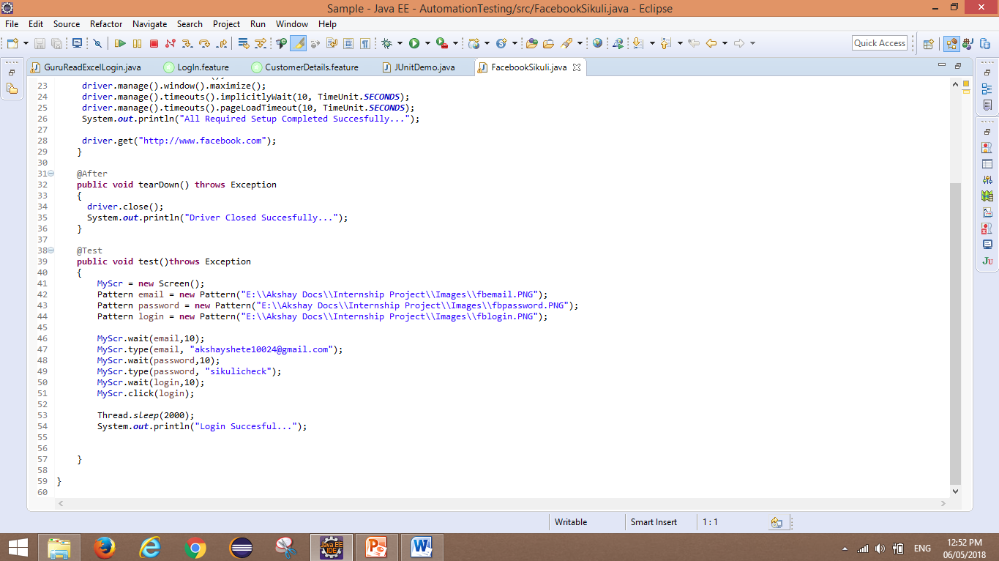 Sample - Java EE - AutomationTesting/src/FacebookSikuli.java - Eclipse
File Edit Source Refactor Navigate Search Project Run Window Help
Quick Access
GuruReadExcelLogin.java LogIn.feature CustomerDetails.feature JUnitDemo.java FacebookSikuli.java
23 driver.manage().window().maximize();
24 driver.manage().timeouts().implicitlyWait(10, TimeUnit.SECONDS);
25 driver.manage().timeouts().pageLoadTimeout(10, TimeUnit.SECONDS);
26 System.out.println("All Required Setup Completed Succesfully...");
27
28 driver.get("http://www.facebook.com");
29 }
30
31 @After
32 public void tearDown() throws Exception
33 {
34 driver.close();
35 System.out.println("Driver Closed Succesfully...");
36 }
37
38 @Test
39 public void test()throws Exception
40 {
41 MyScr = new Screen();
42 Pattern email = new Pattern("E:\\Akshay Docs\\Internship Project\\Images\\fbemail.PNG");
43 Pattern password = new Pattern("E:\\Akshay Docs\\Internship Project\\Images\\fbpassword.PNG");
44 Pattern login = new Pattern("E:\\Akshay Docs\\Internship Project\\Images\\fblogin.PNG");
45
46 MyScr.wait(email,10);
47 MyScr.type(email, "akshayshete10024@gmail.com");
48 MyScr.wait(password,10);
49 MyScr.type(password, "sikulicheck");
50 MyScr.wait(login,10);
51 MyScr.click(login);
52
53 Thread.sleep(2000);
54 System.out.println("Login Succesful...");
55
56
57 }
58
59 }
60
Writable Smart Insert 1 : 1
Java EE IDE
ENG
12:52 PM
06/05/2018